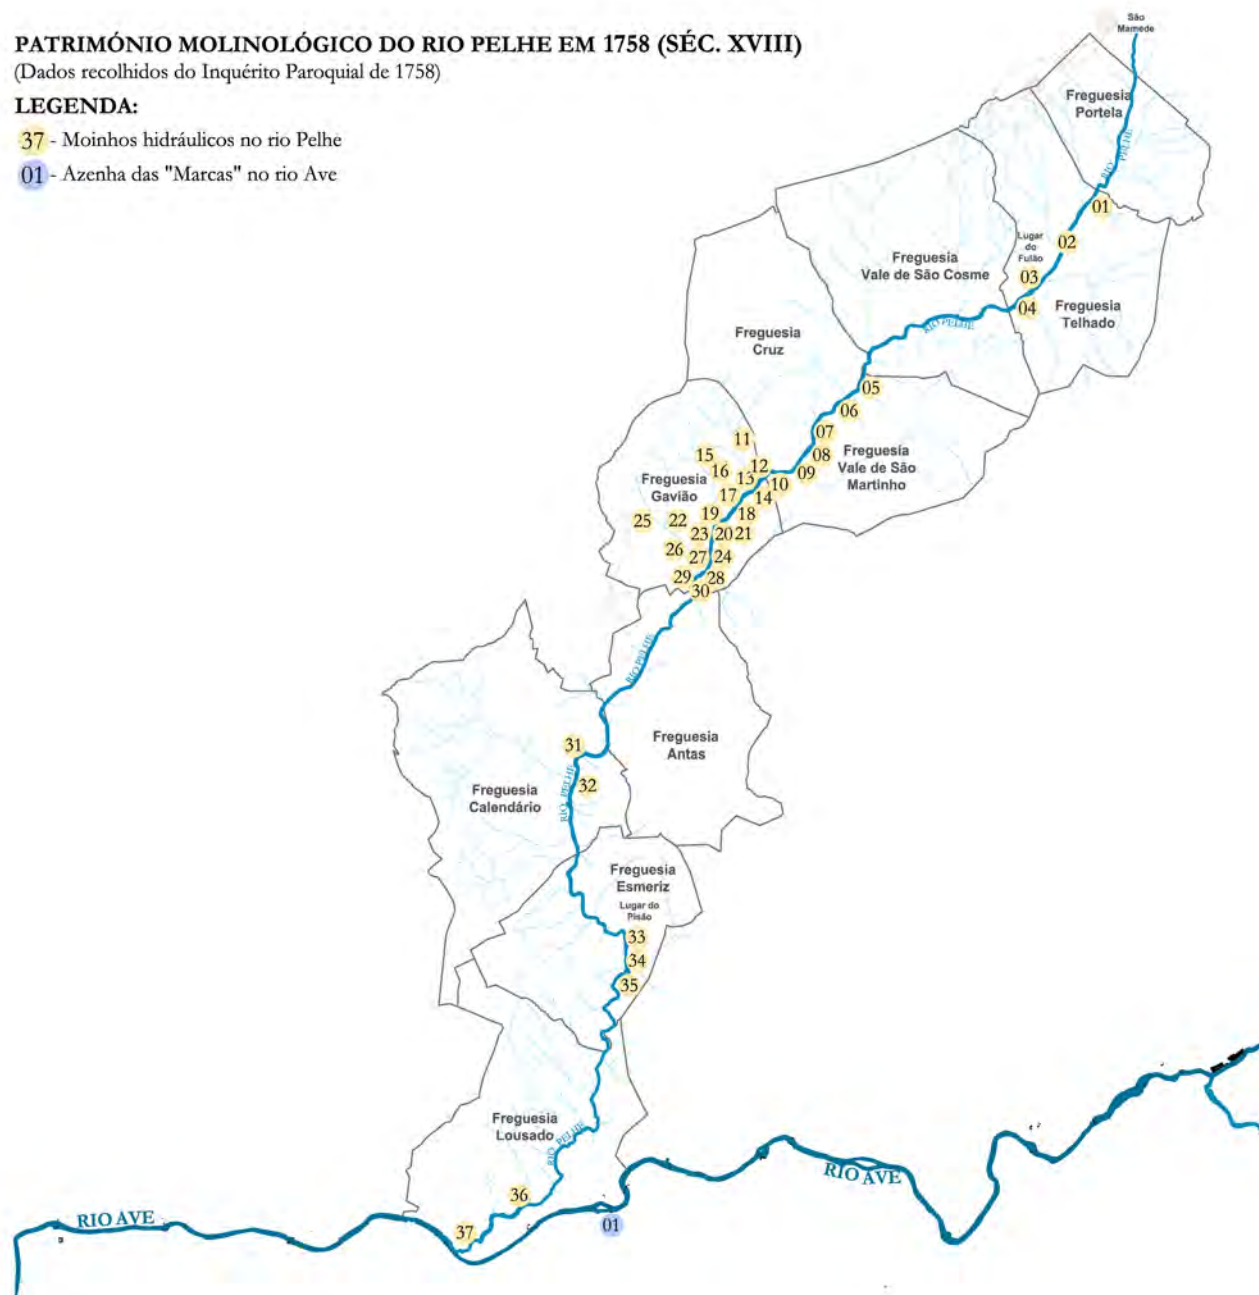 PATRIMÓNIO MOLINOLÓGICO DO RIO PELHE EM 1758 (SÉC. XVIII)
(Dados recolhidos do Inquérito Paroquial de 1758)
LEGENDA:
37 - Moinhos hidráulicos no rio Pelhe
01 - Azenha das "Marcas" no rio Ave
São
Mamede
Freguesia
Portela
RIO PELHE
01
02
Lugar
do
Fulão
03
04
Freguesia
Telhado
Freguesia
Vale de São Cosme
RIO PELHE
Freguesia
Cruz
05
06
07
08
09
10
Freguesia
Vale de São
Martinho
11
12
13
14
15
16
17
18
19
20
21
22
23
24
25
26
27
28
29
30
Freguesia
Gavião
RIO PELHE
Freguesia
Antas
31
32
RIO PELHE
Freguesia
Calendário
Freguesia
Esmeriz
Lugar do
Pisão
33
34
35
Freguesia
Lousado
RIO PELHE
36
37
01
RIO AVE
RIO AVE